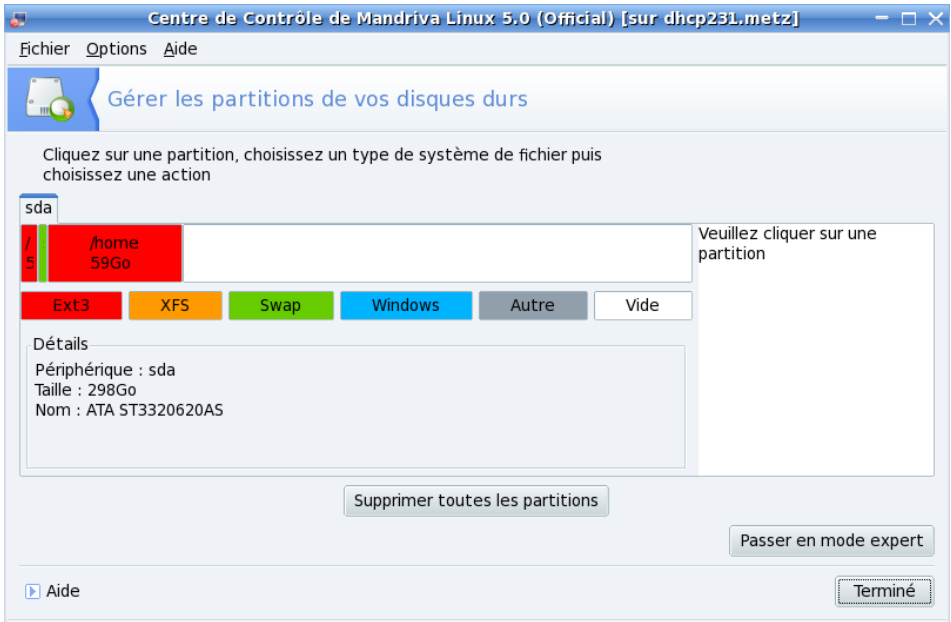 Centre de Contrôle de Mandriva Linux 5.0 (Official) [sur dhcp231.metz]
Fichier Options Aide
Gérer les partitions de vos disques durs
Cliquez sur une partition, choisissez un type de système de fichier puis
choisissez une action
sda
/
5
/home
59Go
Veuillez cliquer sur une
partition
Ext3 XFS Swap Windows Autre Vide
Détails
Périphérique : sda
Taille : 298Go
Nom : ATA ST3320620AS
Supprimer toutes les partitions
Passer en mode expert
Aide
Terminé